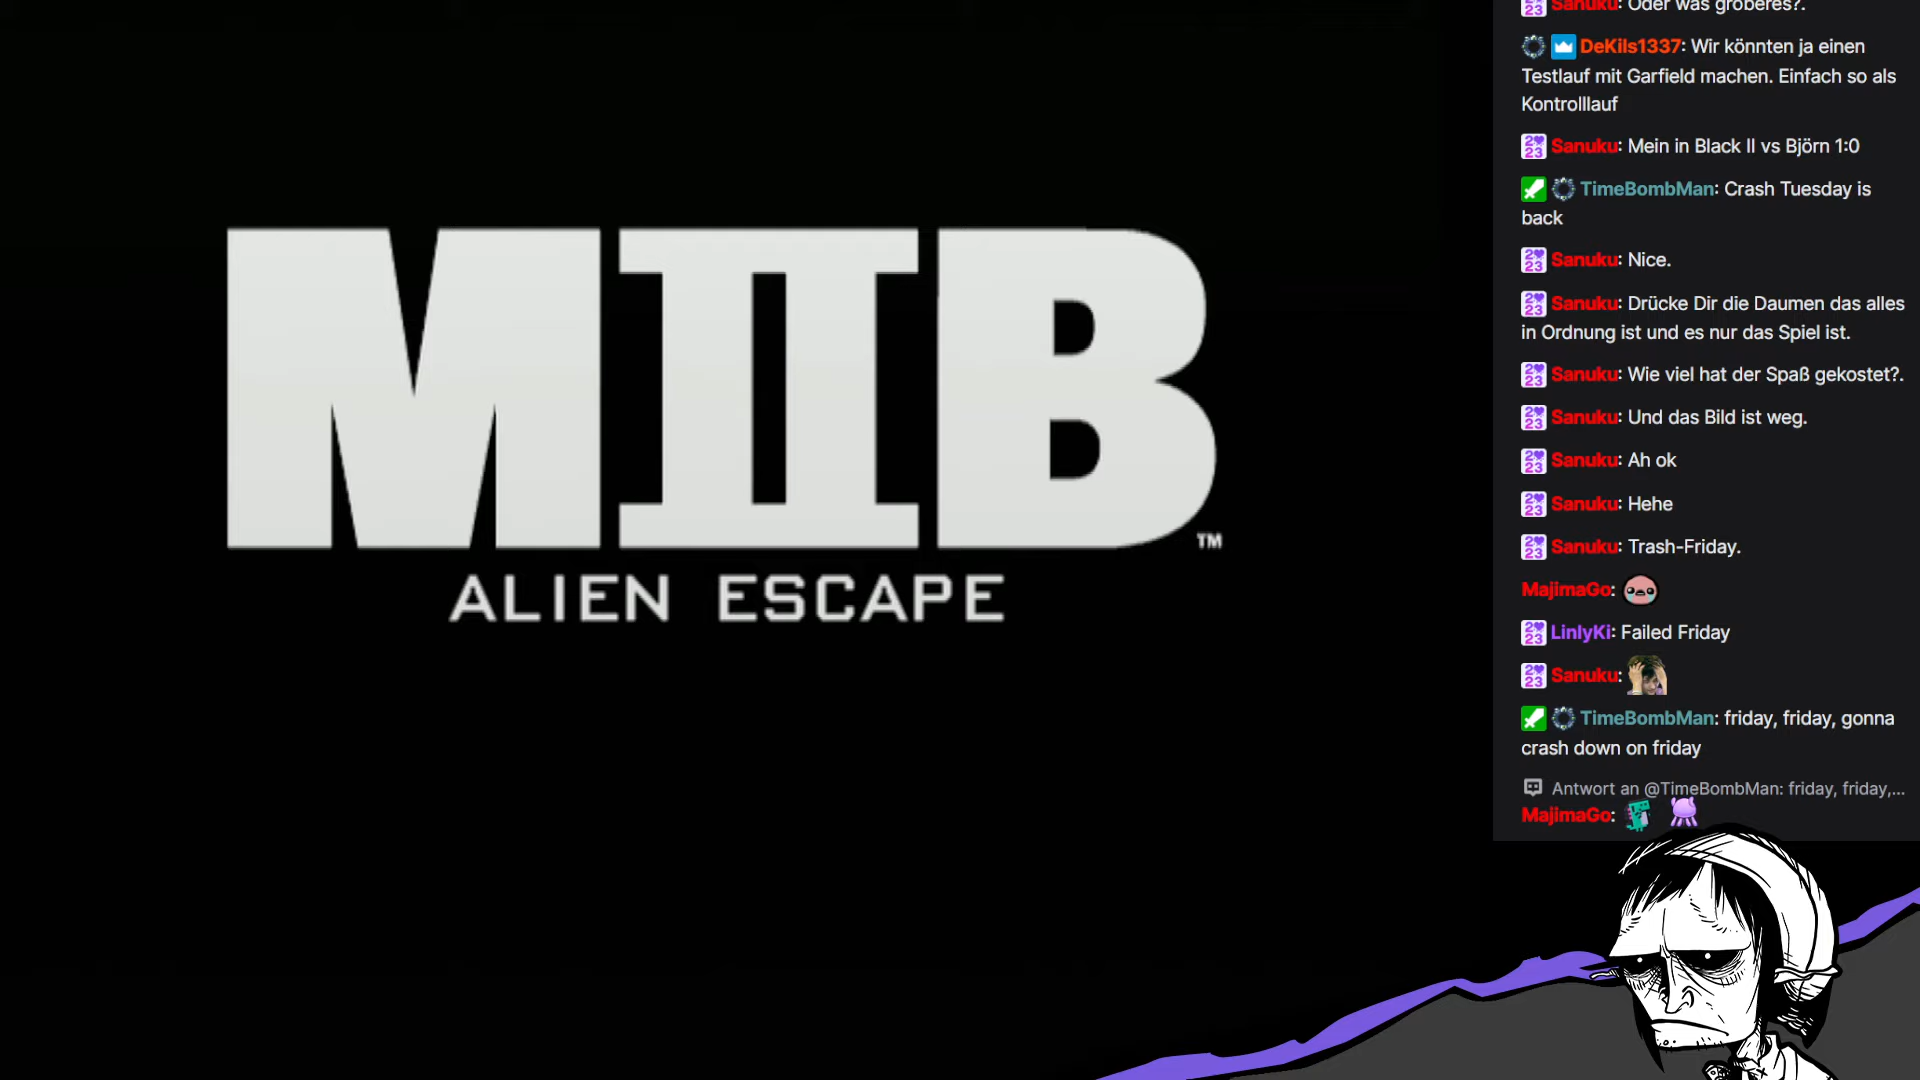 MIIB
™
ALIEN ESCAPE
Sanuku: Oder was gröberes?.
DeKils1337: Wir könnten ja einen
Testlauf mit Garfield machen. Einfach so als
Kontrolllauf
Sanuku: Mein in Black II vs Björn 1:0
TimeBombMan: Crash Tuesday is
back
Sanuku: Nice.
Sanuku: Drücke Dir die Daumen das alles
in Ordnung ist und es nur das Spiel ist.
Sanuku: Wie viel hat der Spaß gekostet?.
Sanuku: Und das Bild ist weg.
Sanuku: Ah ok
Sanuku: Hehe
Sanuku: Trash-Friday.
MajimaGo:
LinlyKi: Failed Friday
Sanuku:
TimeBombMan: friday, friday, gonna
crash down on friday
Antwort an @TimeBombMan: friday, friday,...
MajimaGo: